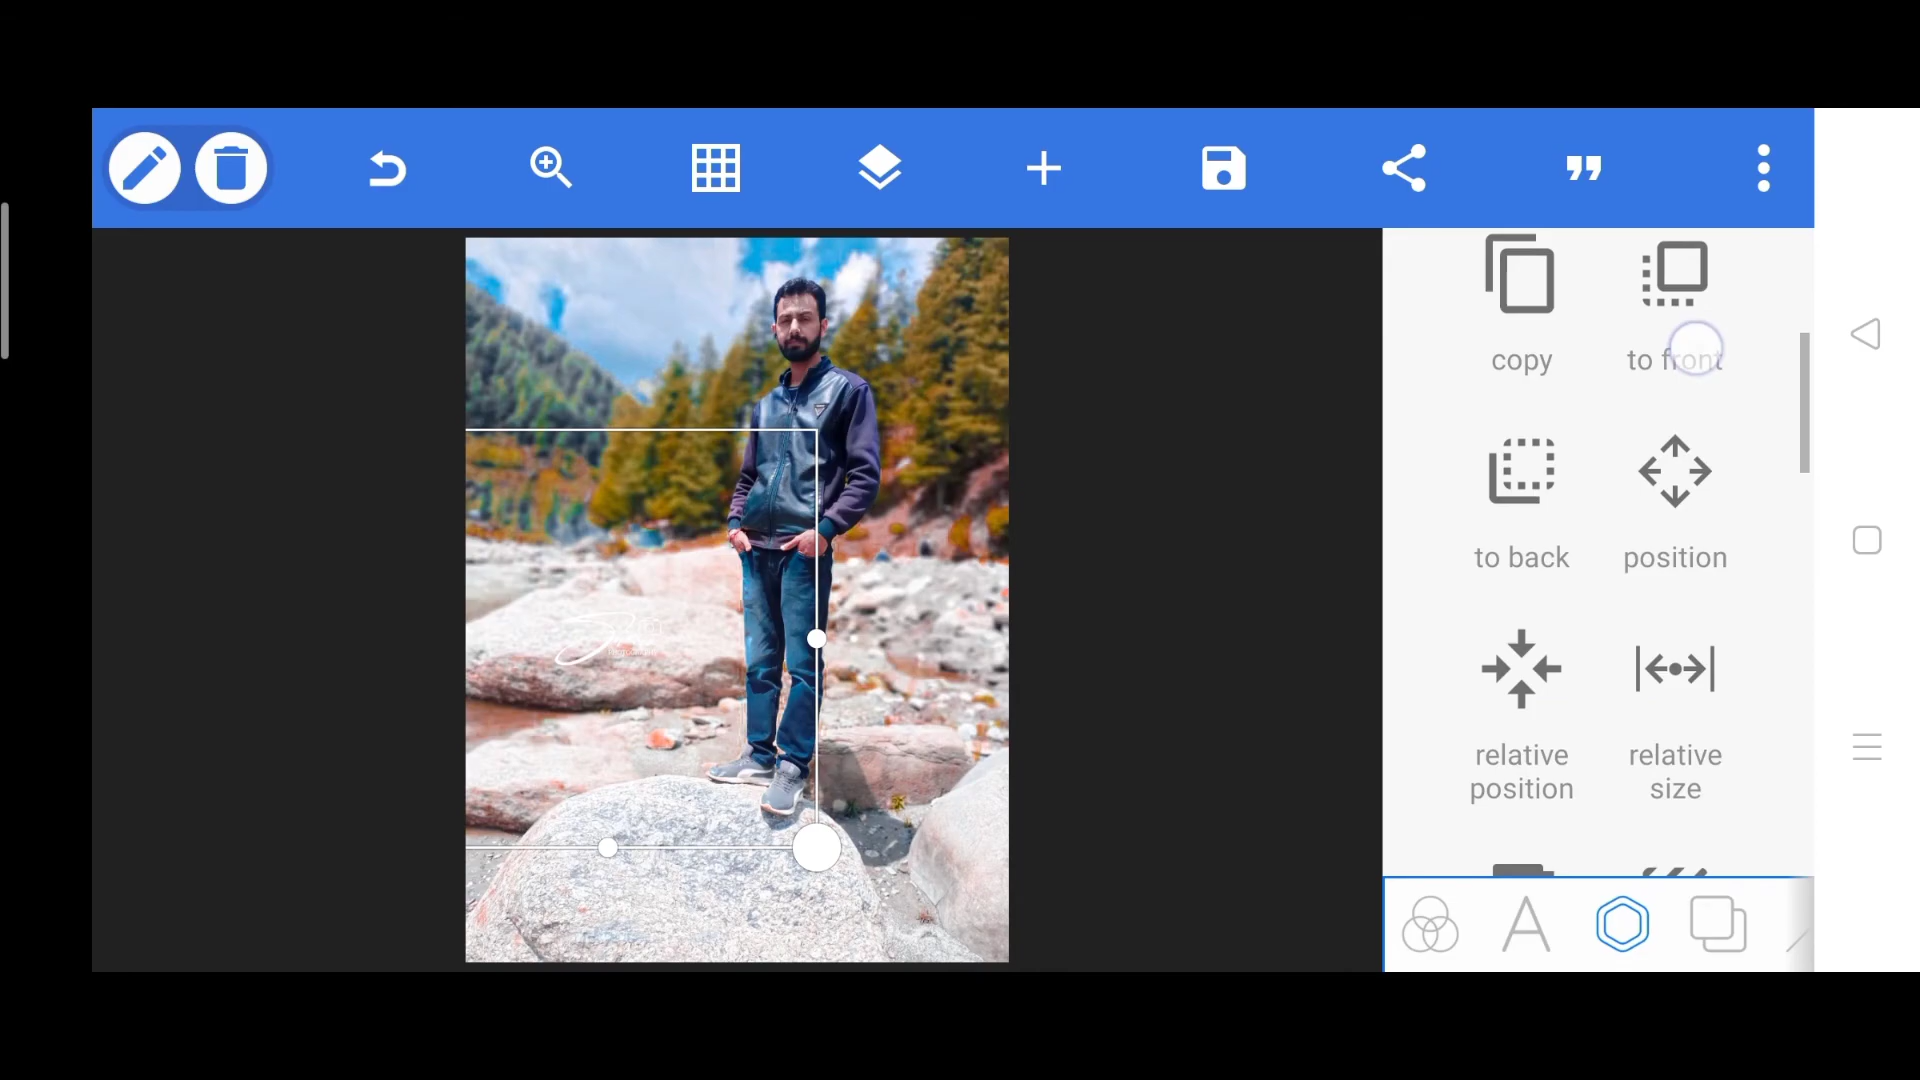 copy
to front
to back
position
relative
position
relative
size